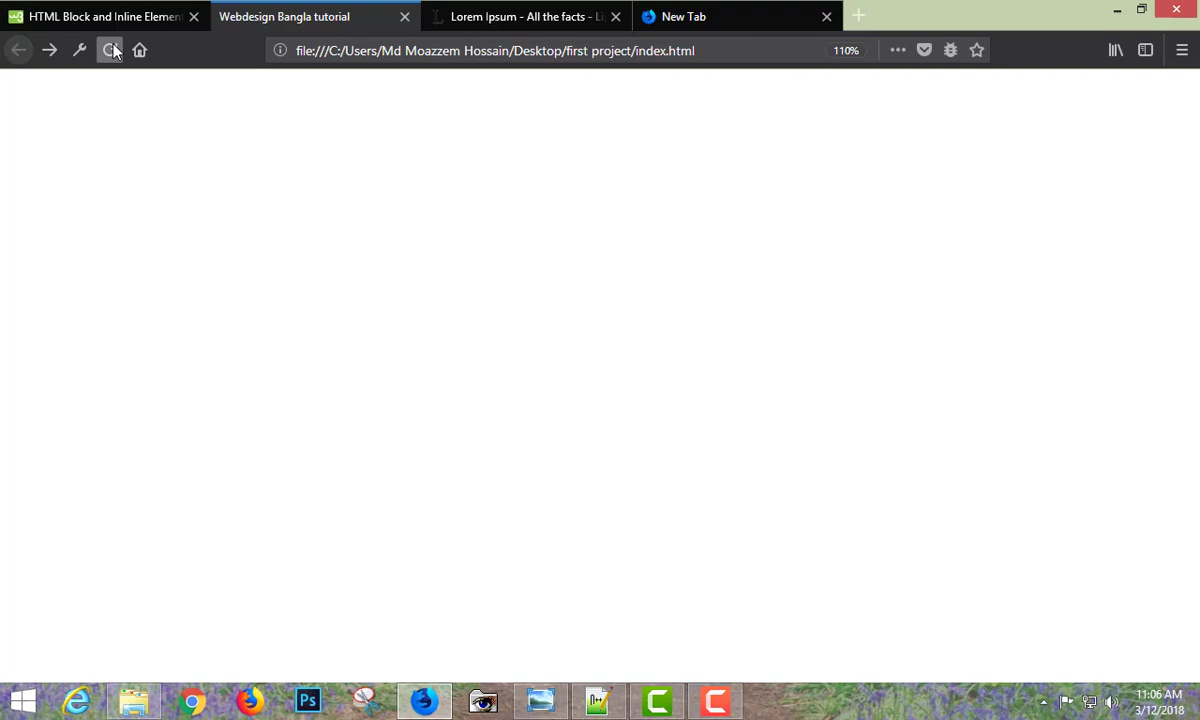 HTML Block and Inline Elemen
Webdesign Bangla tutorial
Lorem Ipsum - All the facts - Li
New Tab
file:///C:/Users/Md Moazzem Hossain/Desktop/first project/index.html
110%
Ps
11:06 AM
3/12/2018